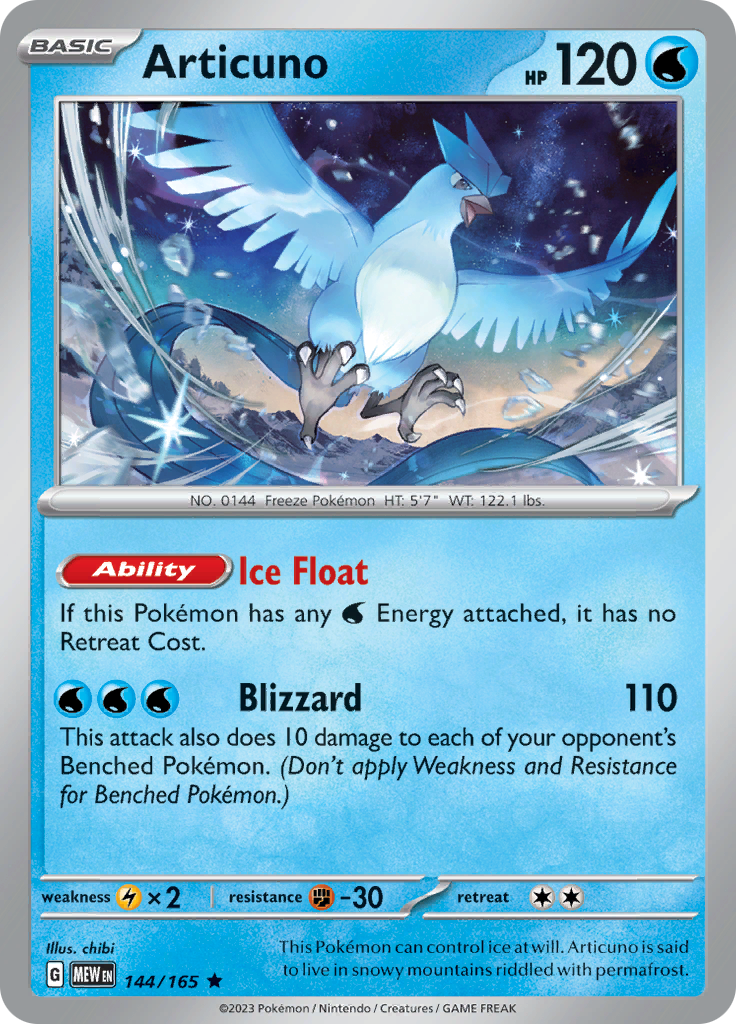 BASIC
Articuno
HP 120
NO. 0144 Freeze Pokémon HT: 5'7" WT: 122.1 lbs.
Ability Ice Float
If this Pokémon has any Energy attached, it has no
Retreat Cost.
Blizzard 110
This attack also does 10 damage to each of your opponent's
Benched Pokémon. (Don't apply Weakness and Resistance
for Benched Pokémon.)
weakness ×2 resistance -30 retreat
Illus. chibi
This Pokémon can control ice at will. Articuno is said
to live in snowy mountains riddled with permafrost.
G MEW EN 144/165 ★
©2023 Pokémon / Nintendo / Creatures / GAME FREAK